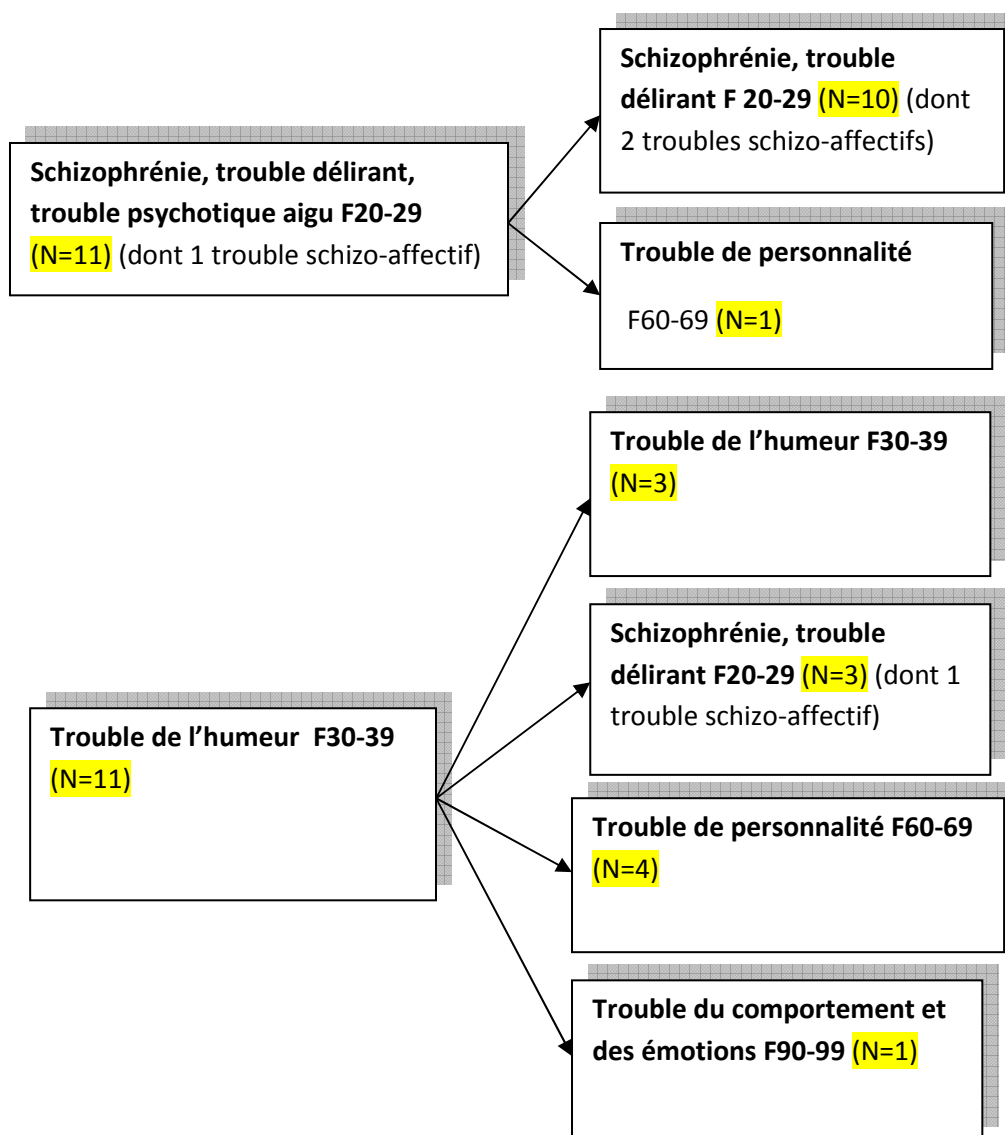 Schizophrénie, trouble délirant,
trouble psychotique aigu F20-29
(N=11) (dont 1 trouble schizo-affectif)
Schizophrénie, trouble
délirant F 20-29 (N=10) (dont
2 troubles schizo-affectifs)
Trouble de personnalité
F60-69 (N=1)
Trouble de l’humeur F30-39
(N=11)
Trouble de l’humeur F30-39
(N=3)
Schizophrénie, trouble
délirant F20-29 (N=3) (dont 1
trouble schizo-affectif)
Trouble de personnalité F60-69
(N=4)
Trouble du comportement et
des émotions F90-99 (N=1)